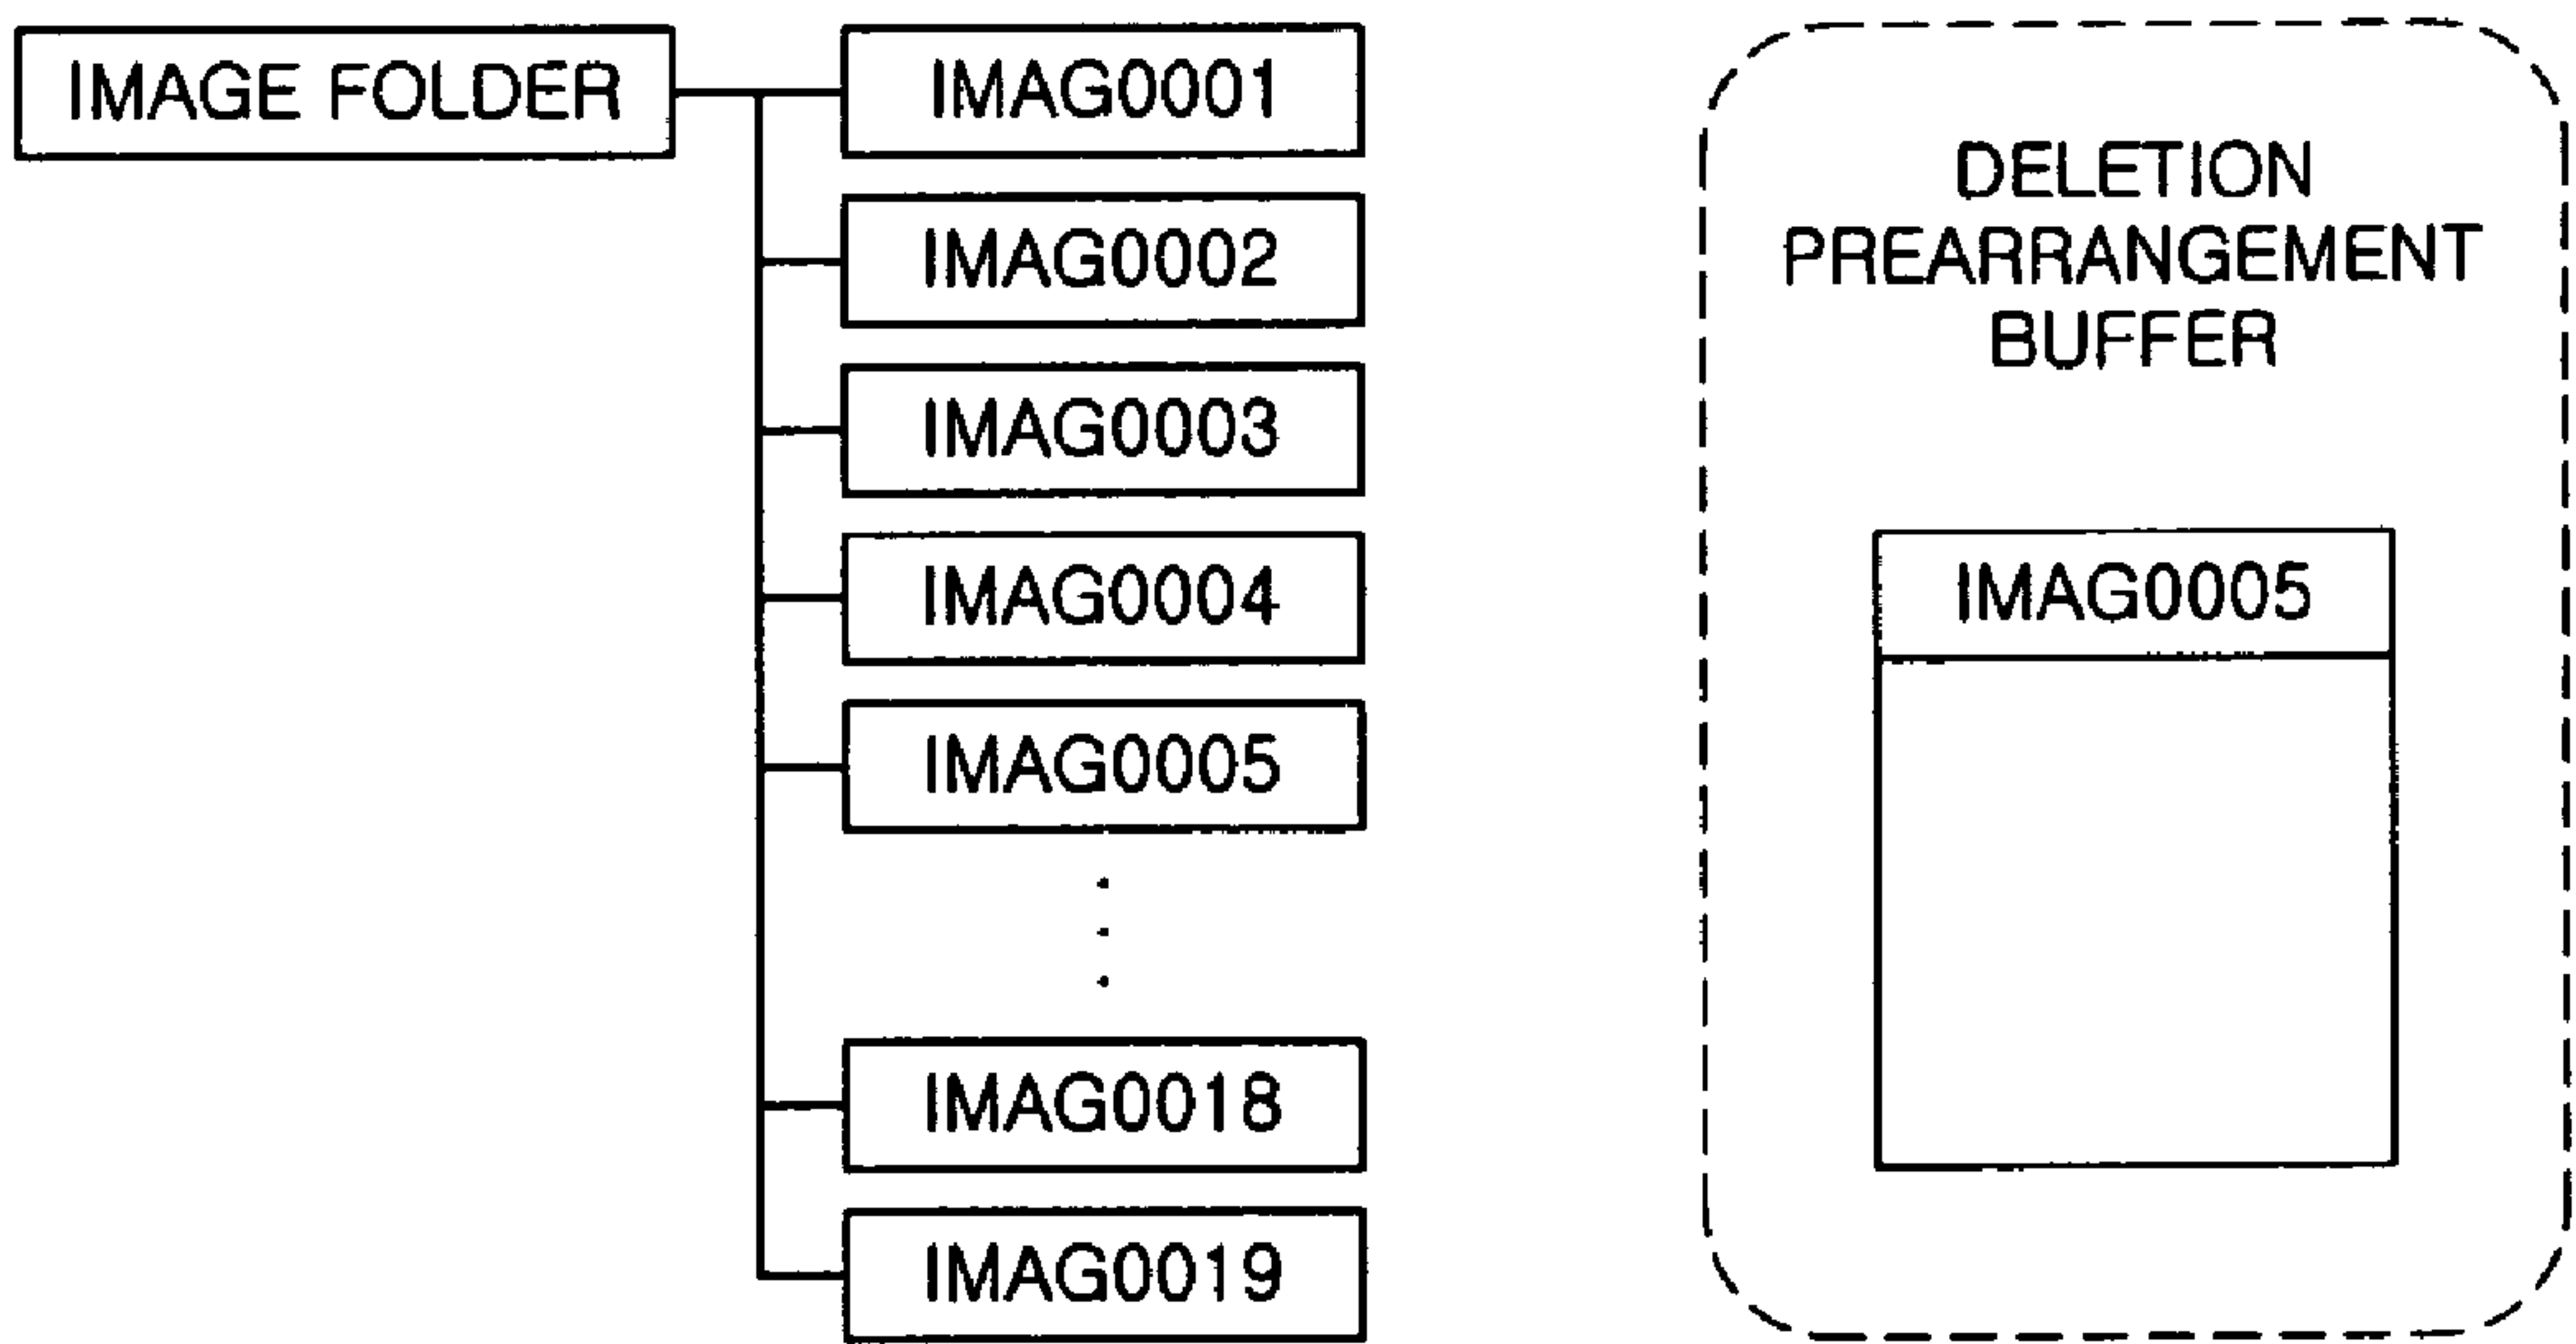 IMAGE FOLDER
IMAG0001
IMAG0002
IMAG0003
IMAG0004
IMAG0005
IMAG0018
IMAG0019
DELETION
PREARRANGEMENT
BUFFER
IMAG0005